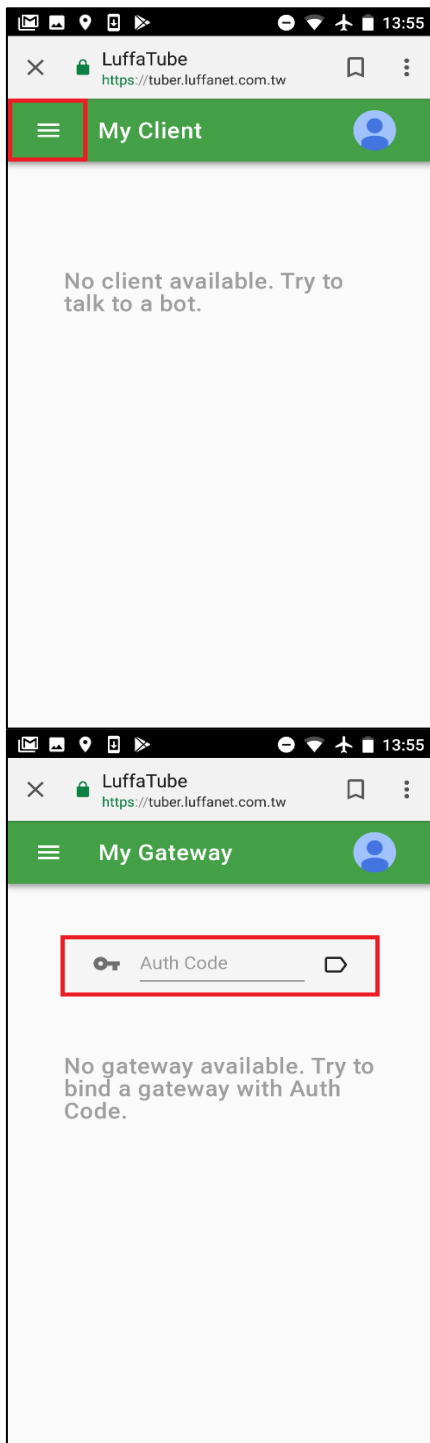 13:55
LuffaTube
https://tuber.luffanet.com.tw
My Client
No client available. Try to
talk to a bot.
13:55
LuffaTube
https://tuber.luffanet.com.tw
My Gateway
Auth Code
No gateway available. Try to
bind a gateway with Auth
Code.